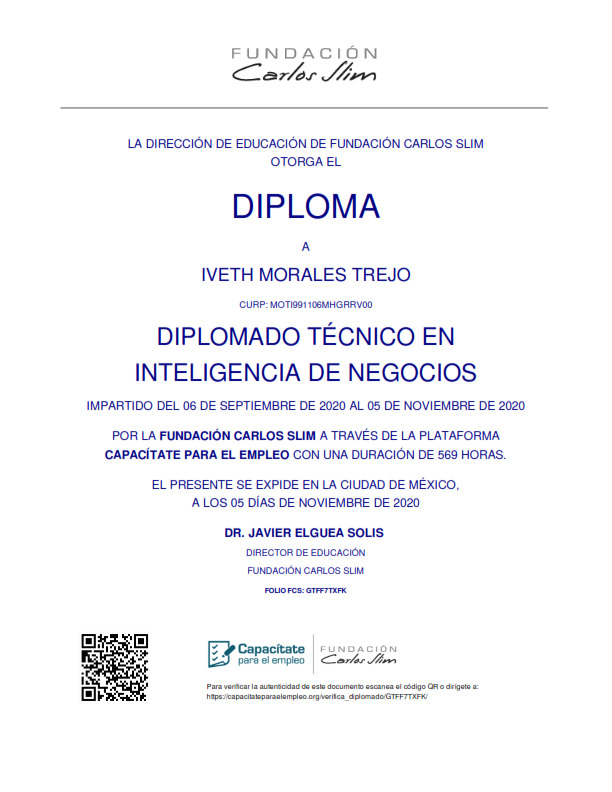 FUNDACIÓN
Carlos Slim
LA DIRECCIÓN DE EDUCACIÓN DE FUNDACIÓN CARLOS SLIM
OTORGA EL
DIPLOMA
A
IVETH MORALES TREJO
CURP: MOTI991106MHGRRV00
DIPLOMADO TÉCNICO EN
INTELIGENCIA DE NEGOCIOS
IMPARTIDO DEL 06 DE SEPTIEMBRE DE 2020 AL 05 DE NOVIEMBRE DE 2020
POR LA FUNDACIÓN CARLOS SLIM A TRAVÉS DE LA PLATAFORMA
CAPACÍTATE PARA EL EMPLEO CON UNA DURACIÓN DE 569 HORAS.
EL PRESENTE SE EXPIDE EN LA CIUDAD DE MÉXICO,
A LOS 05 DÍAS DE NOVIEMBRE DE 2020
DR. JAVIER ELGUEA SOLIS
DIRECTOR DE EDUCACIÓN
FUNDACIÓN CARLOS SLIM
FOLIO FCS: GTFF7TXFK
Capacítate
para el empleo
FUNDACIÓN
Carlos Slim
Para verificar la autenticidad de este documento escanea el código QR o dirígete a:
https://capacitateparaelempleo.org/verifica_diplomado/GTFF7TXFK/